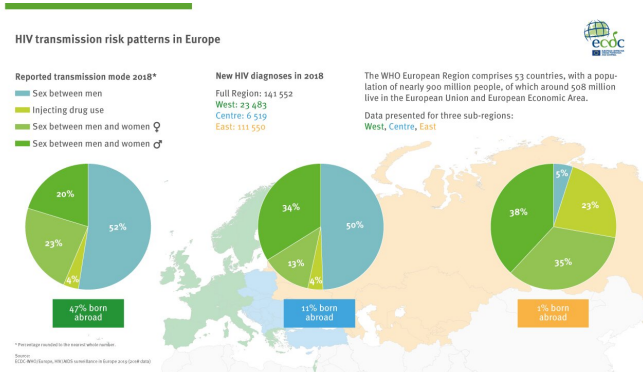 HIV transmission risk patterns in Europe
ecdc
Reported transmission mode 2018*
Sex between men
Injecting drug use
Sex between men and women ♀
Sex between men and women ♂
New HIV diagnoses in 2018
Full Region: 141 552
West: 23 483
Centre: 6 519
East: 111 550
The WHO European Region comprises 53 countries, with a popu-
lation of nearly 900 million people, of which around 508 million
live in the European Union and European Economic Area.
Data presented for three sub-regions:
West, Centre, East
20%
52%
23%
4%
47% born
abroad
34%
50%
13%
4%
11% born
abroad
5%
23%
38%
35%
1% born
abroad
* Percentage rounded to the nearest whole number.
Source:
ECDC WHO/Europe, HIV/AIDS surveillance in Europe 2019 (2018 data)